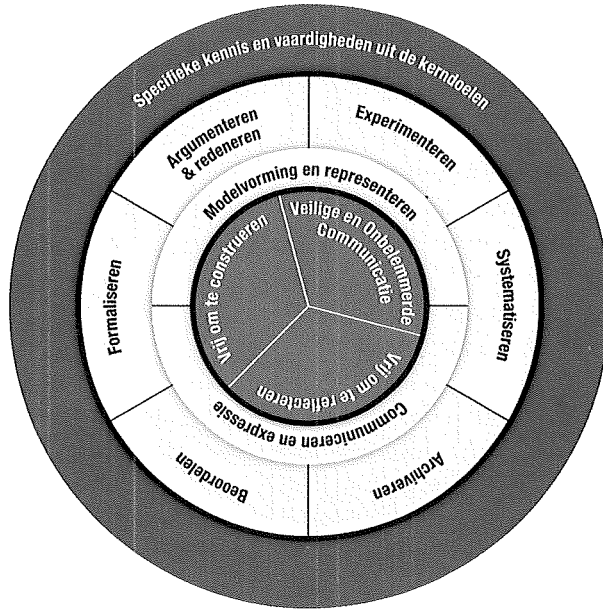 Specifieke kennis en vaardigheden uit de kerndoelen
Argumenteren
& redeneren
Experimenteren
Systematiseren
Archiveren
Beoordelen
Formaliseren
Modelvorming en representeren
Communiceren en expressie
Vrij om te construeren
Veilige en Onbelemmerde
Communicatie
Vrij om te reflecteren